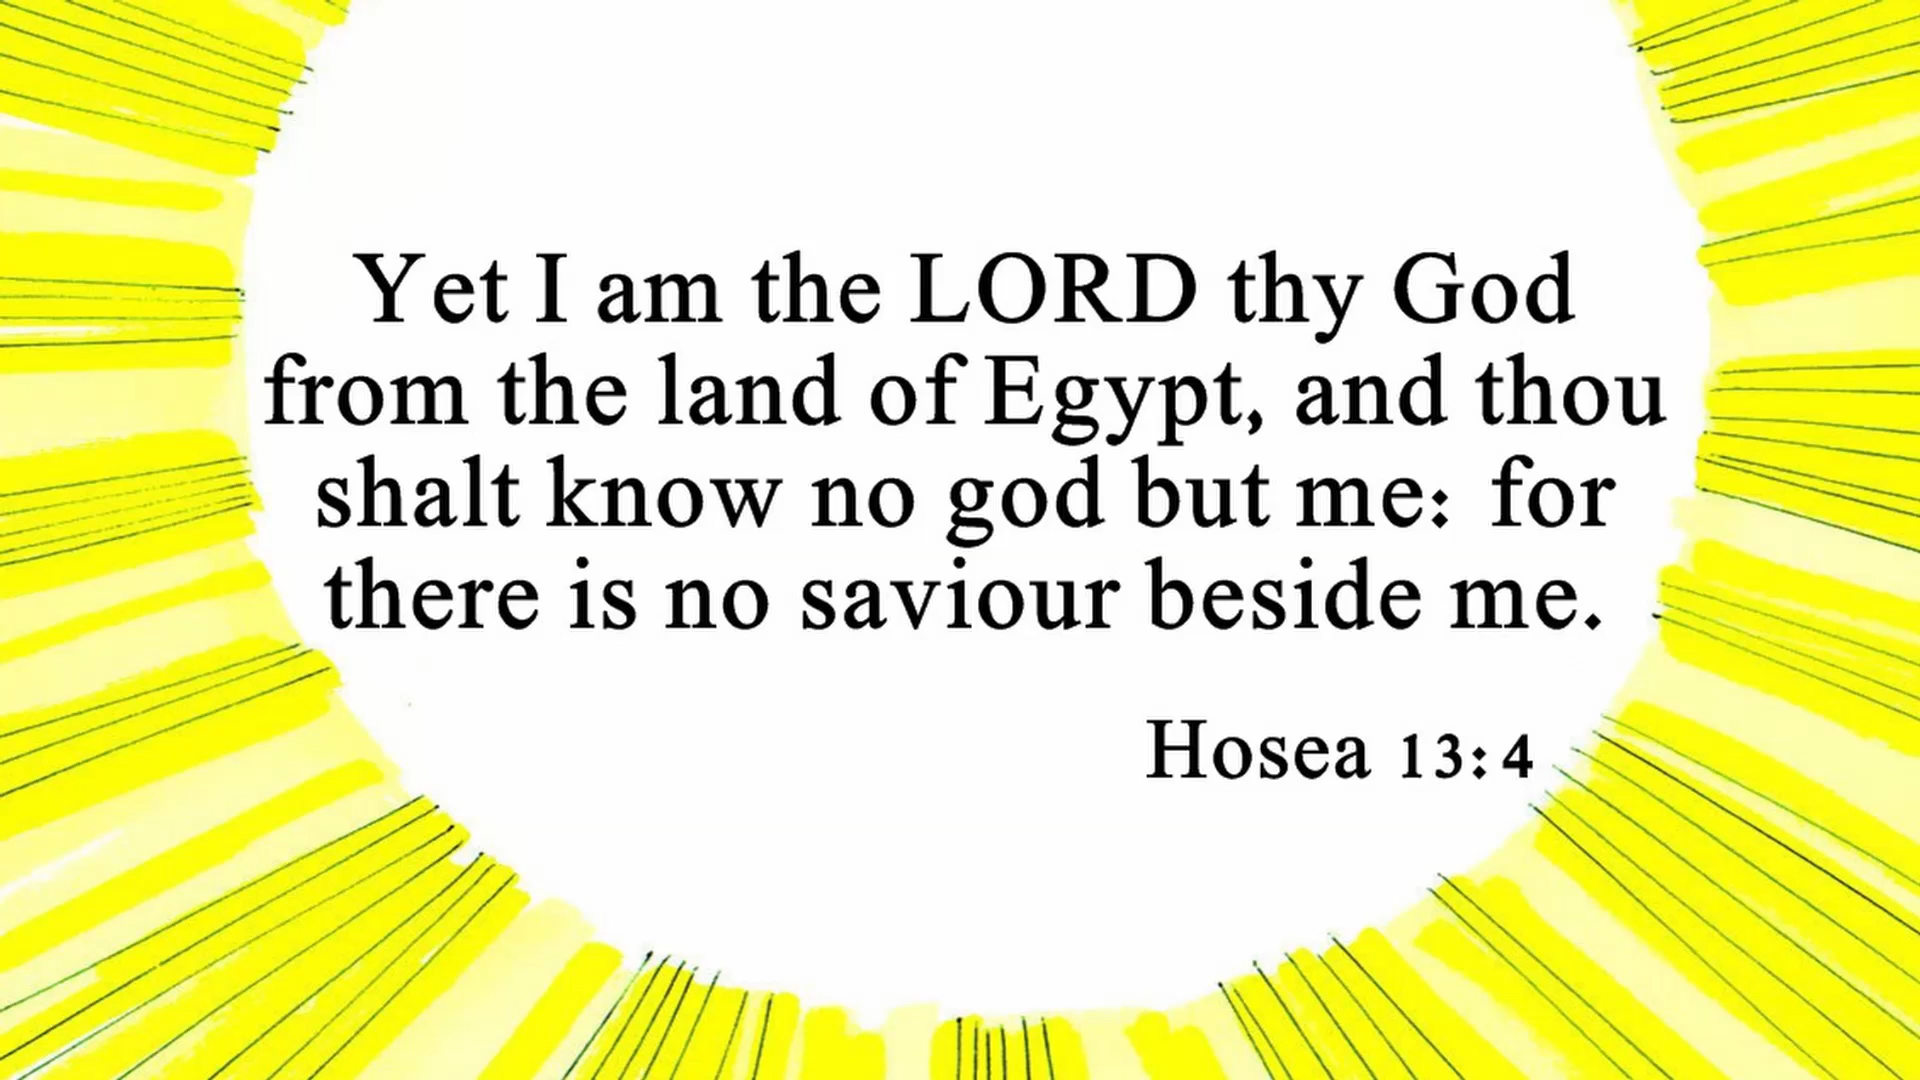 Yet I am the LORD thy God
from the land of Egypt, and thou
shalt know no god but me: for
there is no saviour beside me.
Hosea 13:4